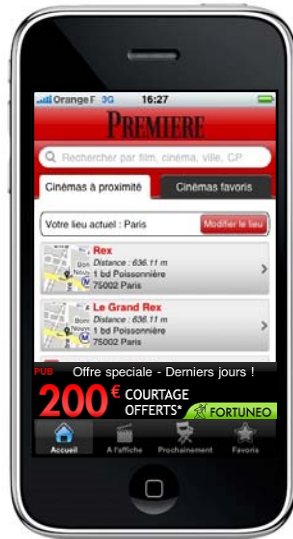 Orange F 3G 16:27
PREMIERE
Rechercher par film, cinema, ville, CP
Cinémas à proximité Cinémas favoris
Votre lieu actuel : Paris Modifier le lieu
Rex
Distance : 636.11 m
1 bd Poissonnière
75002 Paris
Le Grand Rex
Distance : 636.11 m
1 bd Poissonnière
75002 Paris
PUB Offre speciale - Derniers jours !
200€ COURTAGE
OFFERTS* FORTUNEO
Accueil A l'affiche Prochainement Favoris